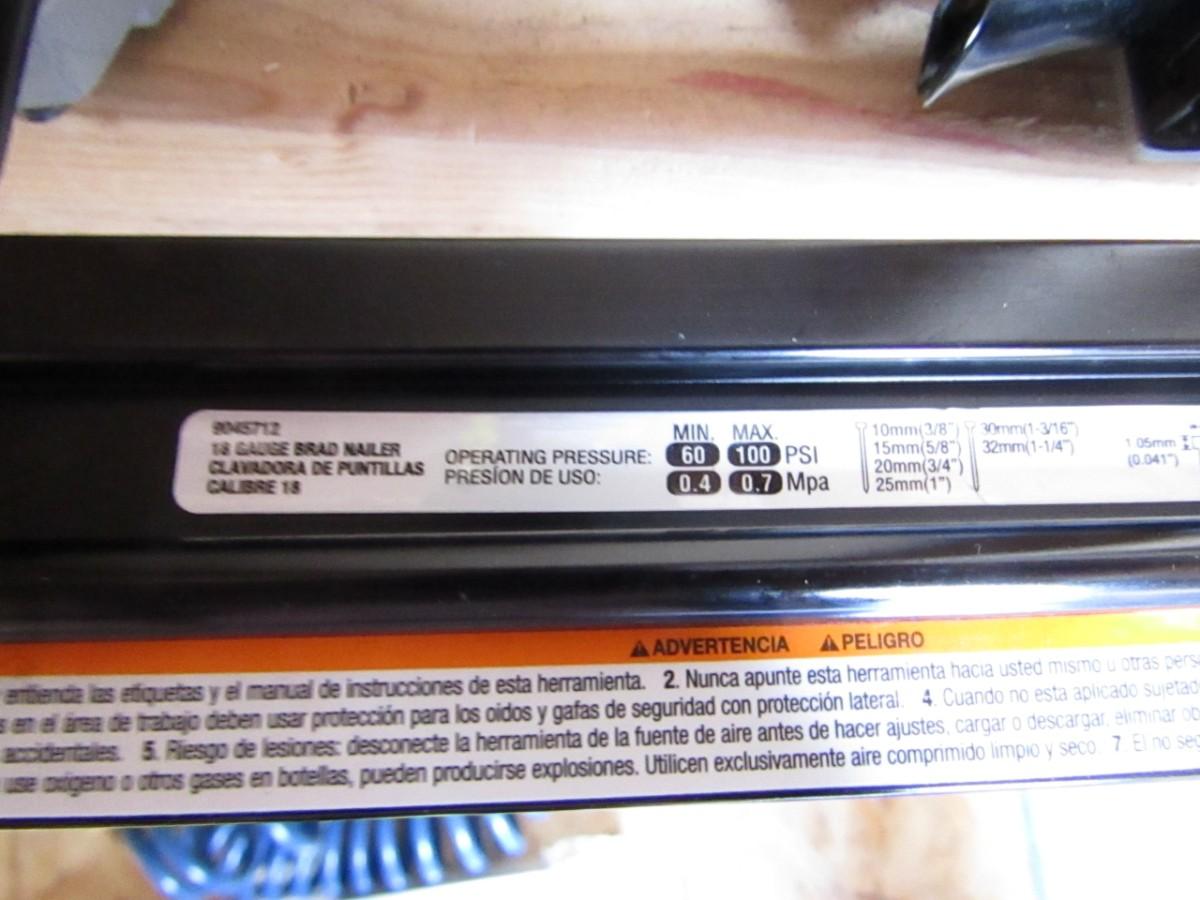 9045712
18 GAUGE BRAD NAILER
CLAVADORA DE PUNTILLAS
CALIBRE 18
OPERATING PRESSURE:
PRESÍON DE USO:
MIN. MAX.
60 100 PSI
0.4 0.7 Mpa
10mm(3/8")
15mm(5/8")
20mm(3/4")
25mm(1")
30mm(1-3/16")
32mm(1-1/4")
1.05mm
(0.041")
ADVERTENCIA PELIGRO
entienda las etiquetas y el manual de instrucciones de esta herramienta. 2. Nunca apunte esta herramienta hacia usted mismo u otras perso
s en el área de trabajo deben usar protección para los oidos y gafas de seguridad con protección lateral. 4. Cuando no esta aplicado sujetado
accidentales. 5. Riesgo de lesiones: desconecte la herramienta de la fuente de aire antes de hacer ajustes, cargar o descargar, eliminar ob
use oxígeno o otros gases en botellas, pueden producirse explosiones. Utilicen exclusivamente aire comprimido limpio y seco. 7. El no seg